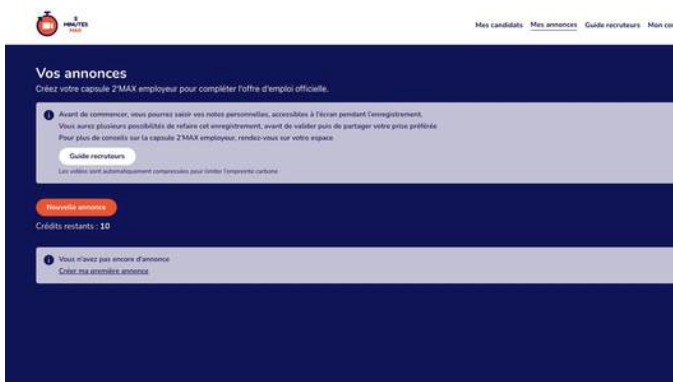 2
MINUTES
MAX
Mes candidats Mes annonces Guide recruteurs Mon co
Vos annonces
Créez votre capsule 2'MAX employeur pour compléter l'offre d'emploi officielle.
Avant de commencer, vous pourrez saisir vos notes personnelles, accessibles à l'écran pendant l'enregistrement.
Vous aurez plusieurs possibilités de refaire cet enregistrement, avant de valider puis de partager votre prise préférée
Pour plus de conseils sur la capsule 2'MAX employeur, rendez-vous sur votre espace
Guide recruteurs
Les vidéos sont automatiquement compressées pour limiter l'empreinte carbone
Nouvelle annonce
Crédits restants : 10
Vous n'avez pas encore d'annonce
Créer ma première annonce